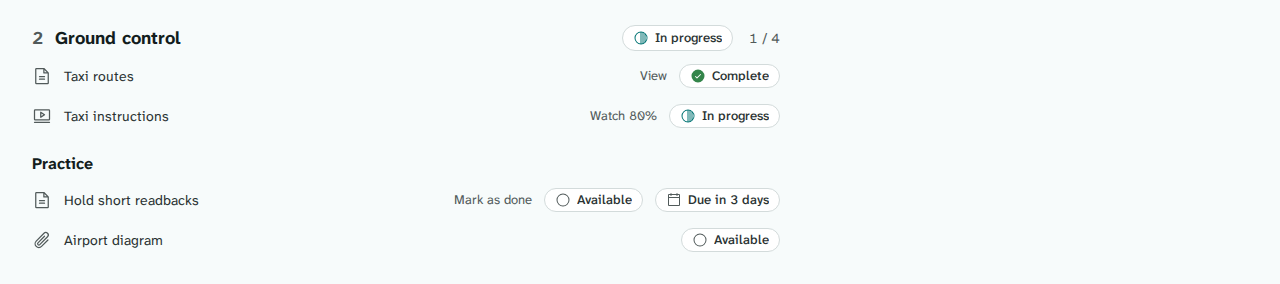 2 Ground control In progress 1 / 4
Taxi routes View Complete
Taxi instructions Watch 80% In progress
Practice
Hold short readbacks Mark as done Available Due in 3 days
Airport diagram Available